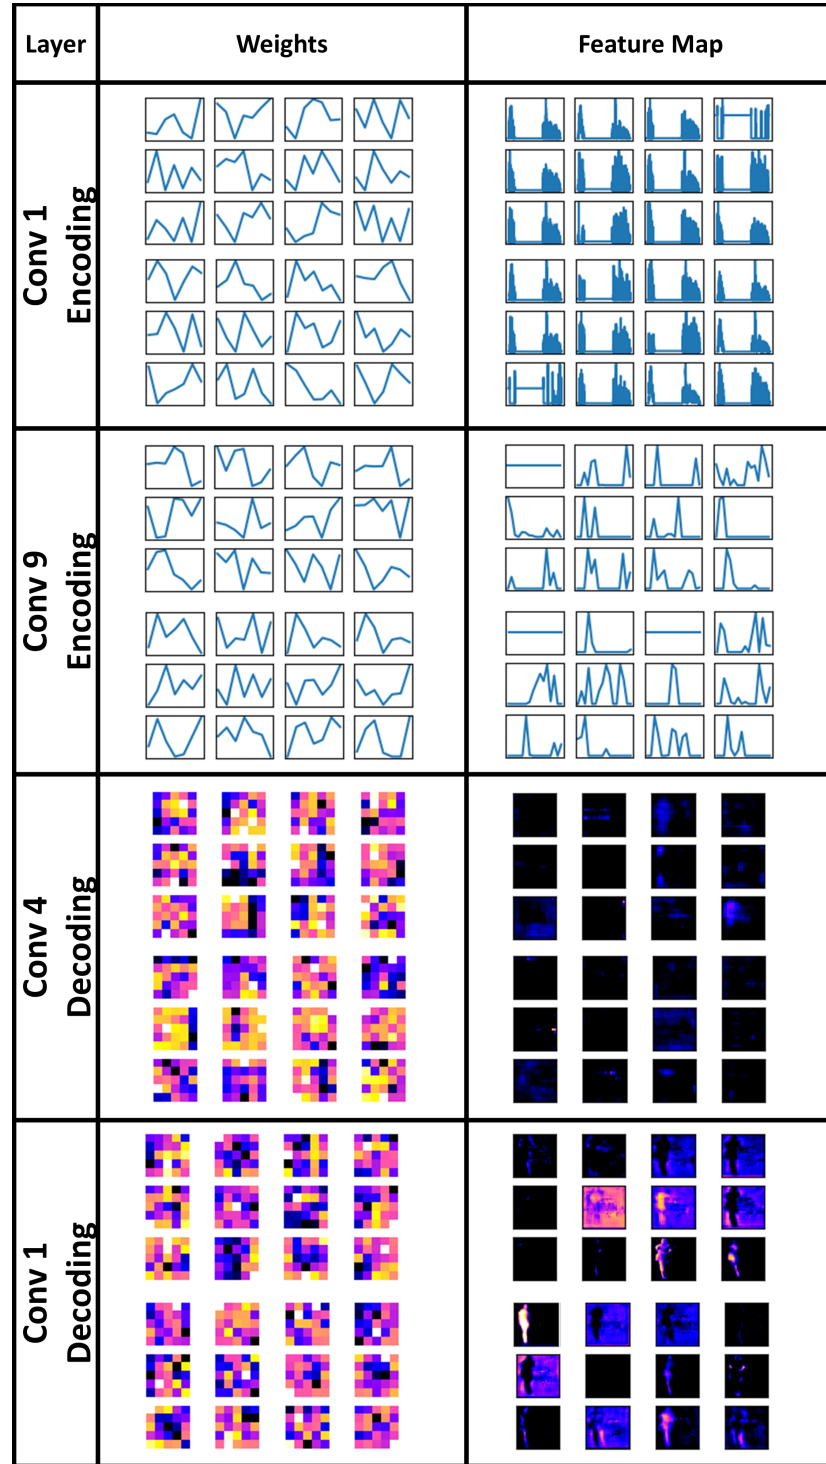 Layer
Weights
Feature Map
Conv 1
Encoding
Conv 9
Encoding
Conv 4
Decoding
Conv 1
Decoding